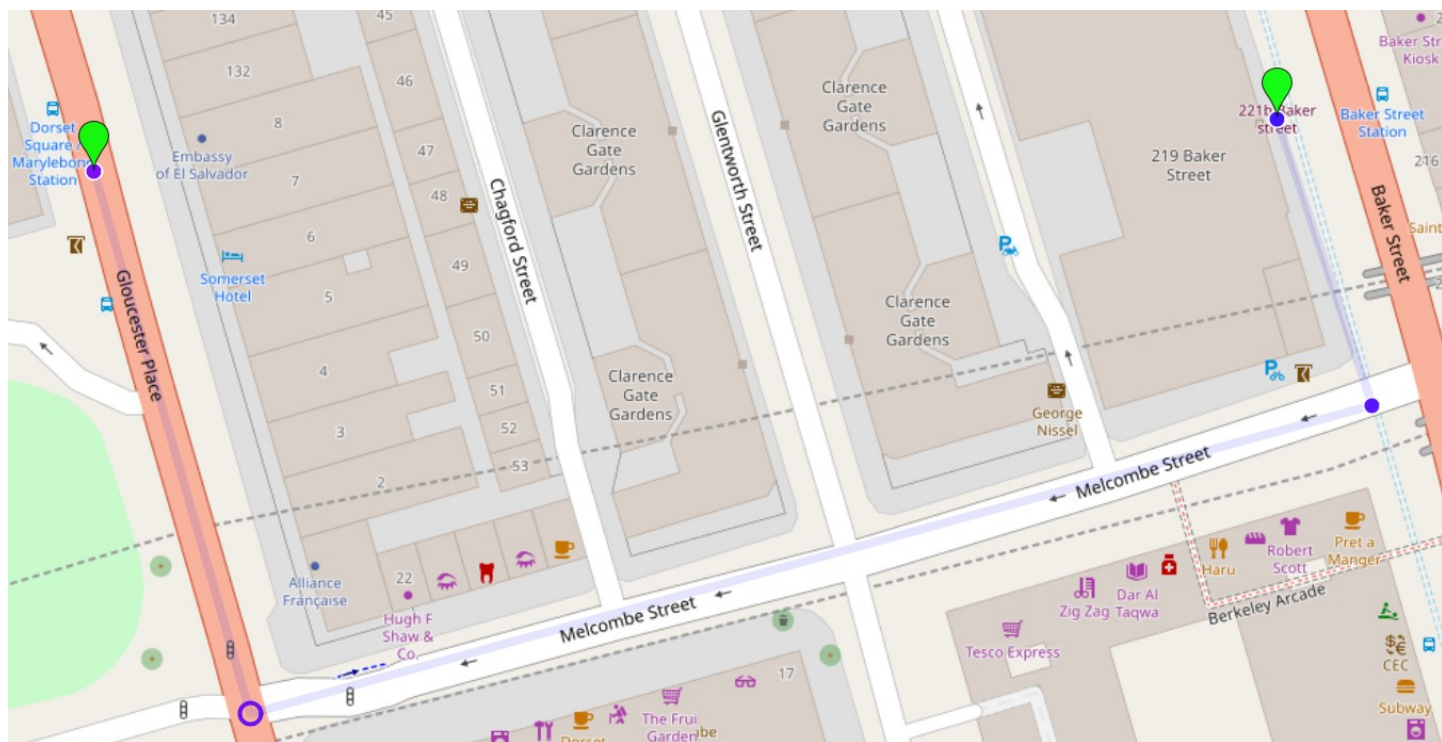 134
45
132
46
8
Dorset
Square /
Marylebone
Station
Embassy
of El Salvador
7
47
48
6
Somerset
Hotel
5
49
Gloucester Place
4
50
51
3
52
53
2
Chagford Street
Clarence
Gate
Gardens
Clarence
Gate
Gardens
Glentworth Street
Clarence
Gate
Gardens
Clarence
Gate
Gardens
George
Nissel
221b Baker
street
219 Baker
Street
Baker Str
Kiosk
2
Baker Street
Station
216
Baker Street
Saint
2
P
P
Melcombe Street
Melcombe Street
Alliance
Française
22
Hugh F
Shaw &
Co.
17
The Frui
Garden
Dorset
Tesco Express
Zig Zag
Dar Al
Taqwa
Haru
Robert
Scott
Pret a
Manger
Berkeley Arcade
CEC
Subway